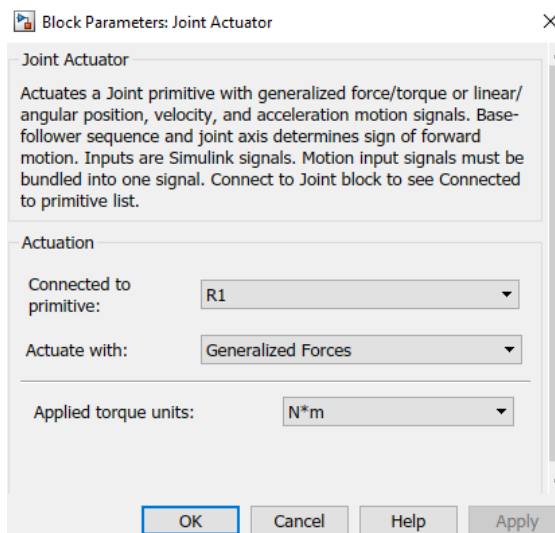 Block Parameters: Joint Actuator
Joint Actuator
Actuates a Joint primitive with generalized force/torque or linear/
angular position, velocity, and acceleration motion signals. Base-
follower sequence and joint axis determines sign of forward
motion. Inputs are Simulink signals. Motion input signals must be
bundled into one signal. Connect to Joint block to see Connected
to primitive list.
Actuation
Connected to
primitive:
R1
Actuate with:
Generalized Forces
Applied torque units:
N*m
OK
Cancel
Help
Apply